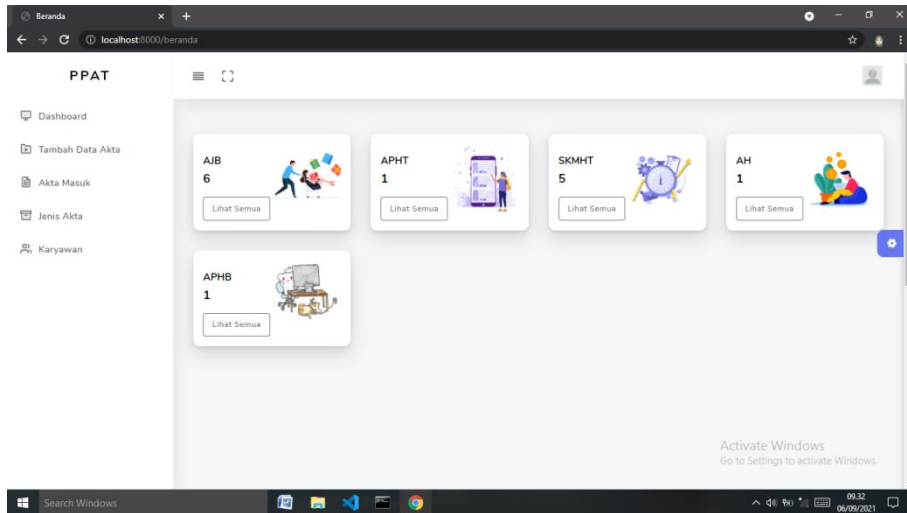 Beranda
localhost:8000/beranda
PPAT
Dashboard
Tambah Data Akta
Akta Masuk
Jenis Akta
Karyawan
AJB
6
Lihat Semua
APHT
1
Lihat Semua
SKMHT
5
Lihat Semua
AH
1
Lihat Semua
APHB
1
Lihat Semua
Activate Windows
Go to Settings to activate Windows.
Search Windows
09.32
06/09/2021